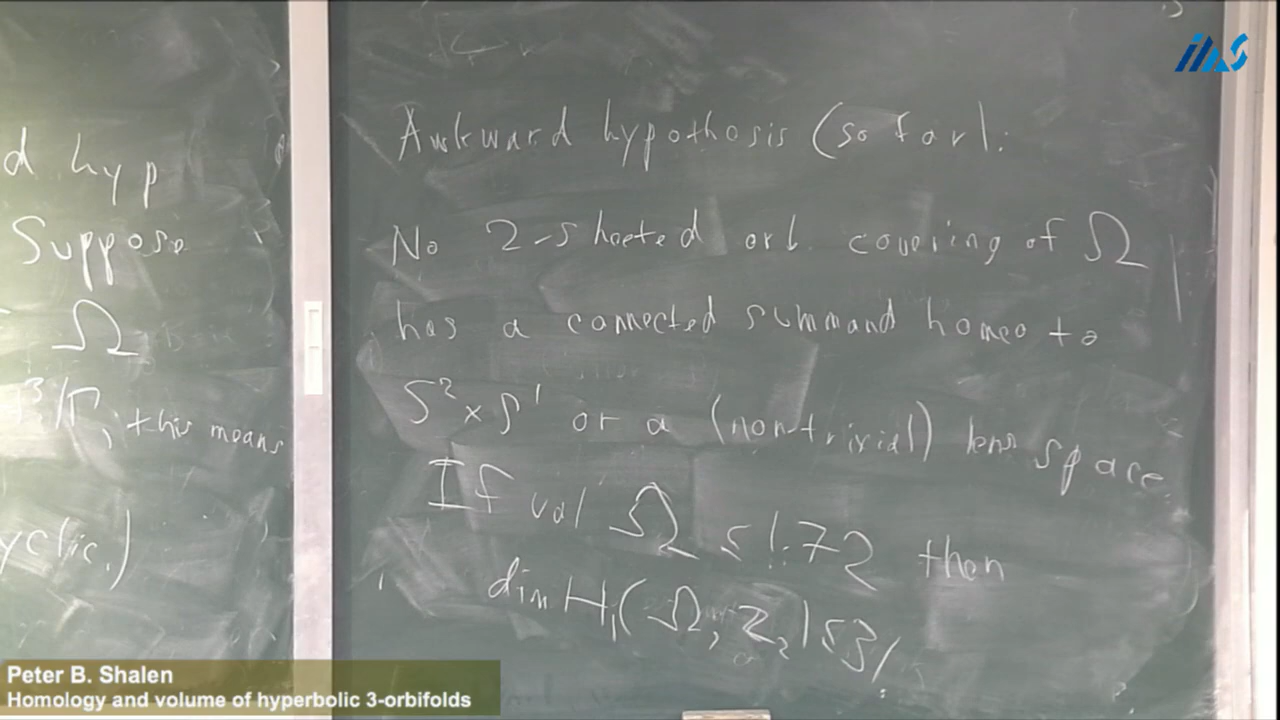 d hyp
Suppose
Ω
³/Γ, this means
yclic.)
Awkward hypothosis (so far):
No 2-sheeted orb. covering of Ω
has a connected summand homeo to
S² × S¹ or a (nontrivial) lens space.
If vol Ω ≤ 1.72 then
dim H₁(Ω, Z₂) ≤
Peter B. Shalen
Homology and volume of hyperbolic 3-orbifolds